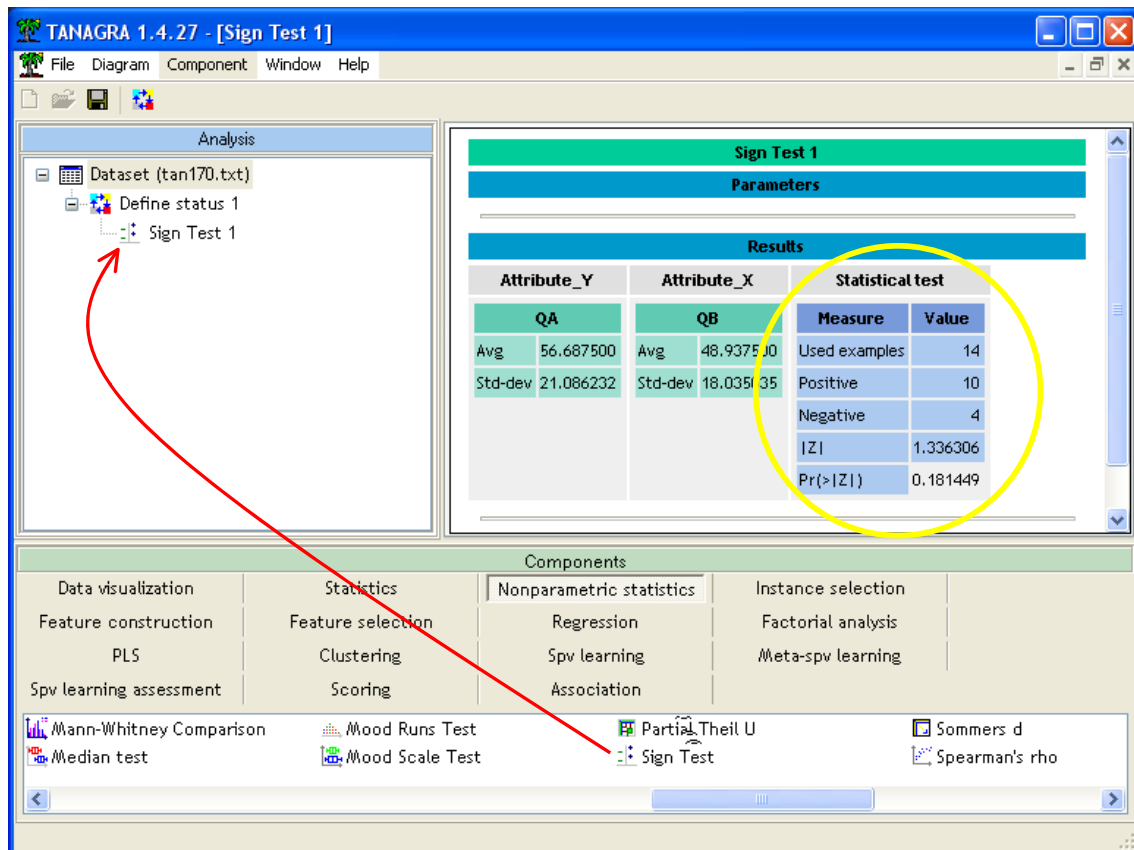 TANAGRA 1.4.27 - [Sign Test 1]
File Diagram Component Window Help
Analysis
Dataset (tan170.txt)
Define status 1
Sign Test 1
Sign Test 1
Parameters
Results
Attribute_Y Attribute_X Statistical test
QA QB Measure Value
Avg 56.687500 Avg 48.937500 Used examples 14
Std-dev 21.086232 Std-dev 18.035035 Positive 10
Negative 4
|Z| 1.336306
Pr(>|Z|) 0.181449
Components
Data visualization Statistics Nonparametric statistics Instance selection
Feature construction Feature selection Regression Factorial analysis
PLS Clustering Spv learning Meta-spv learning
Spv learning assessment Scoring Association
Mann-Whitney Comparison Mood Runs Test Partial Theil U Sommers d
Median test Mood Scale Test Sign Test Spearman's rho